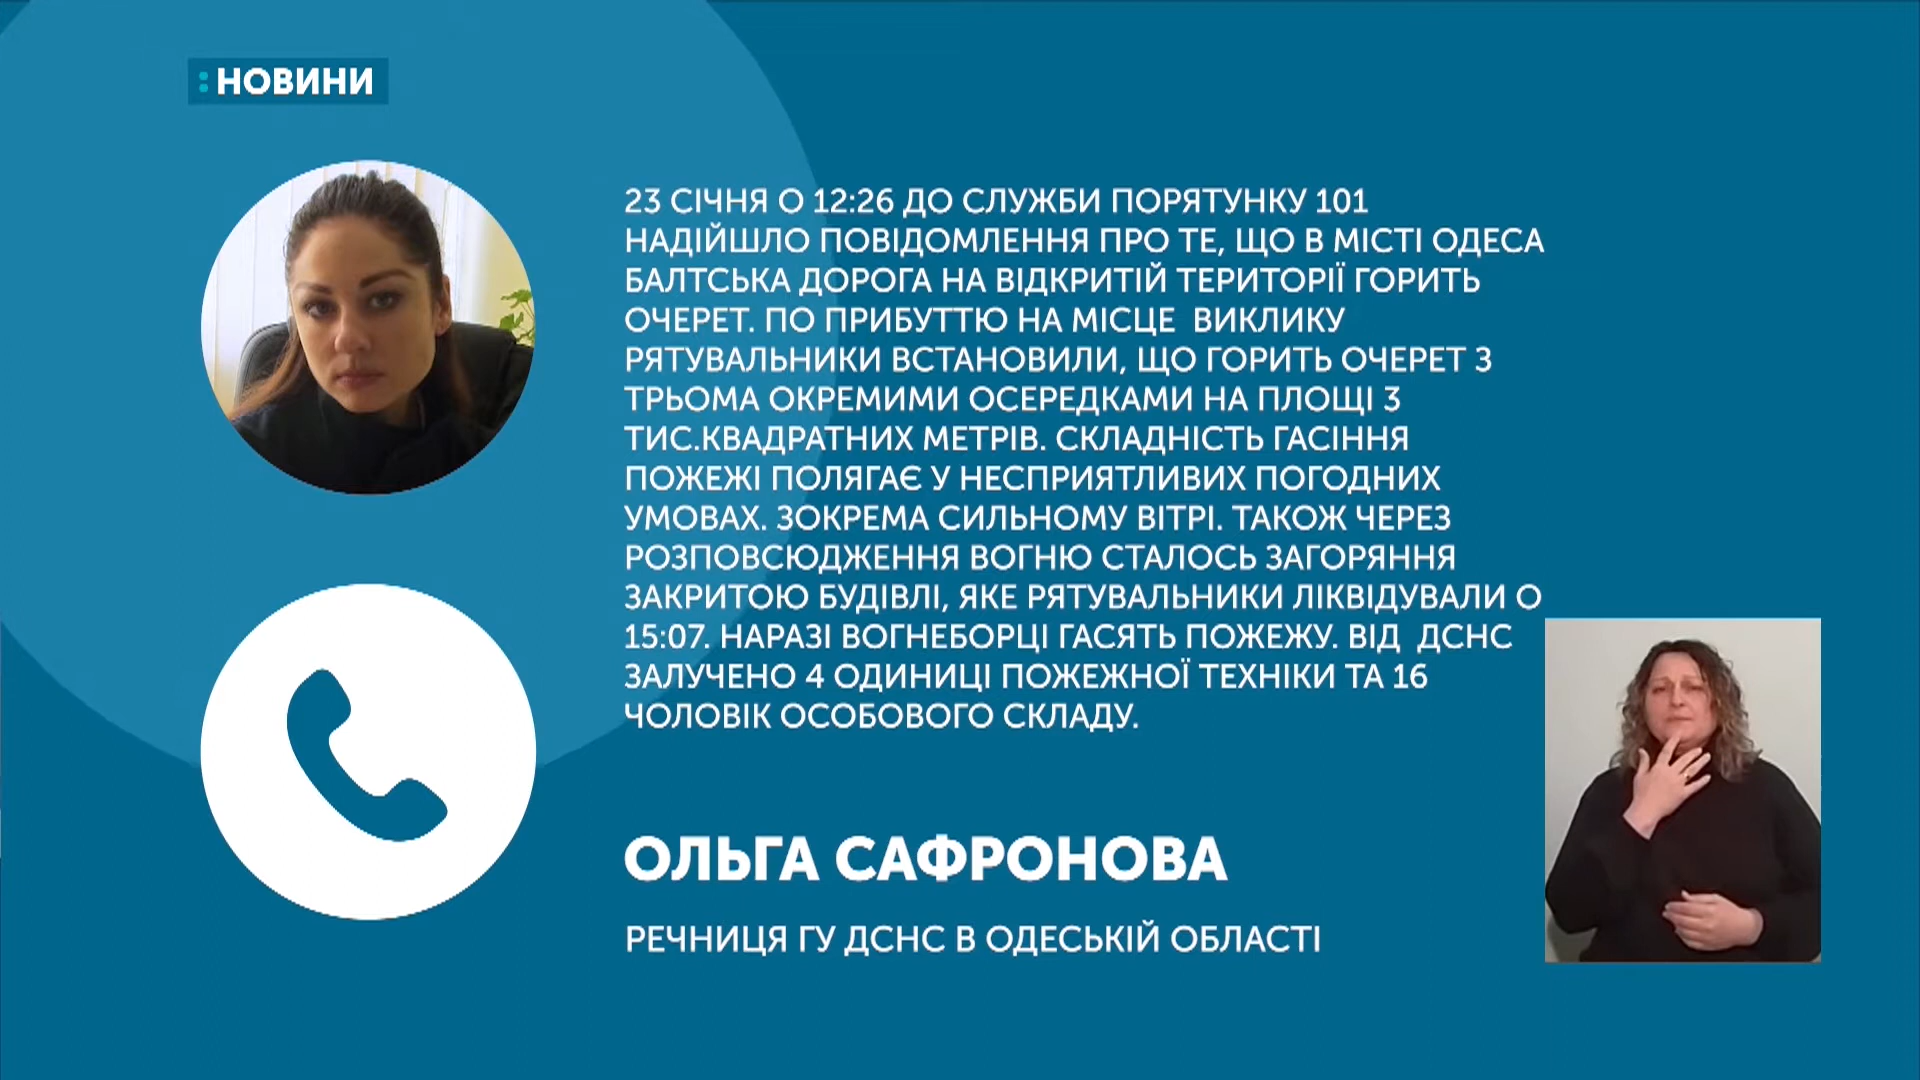 :НОВИНИ
23 СІЧНЯ О 12:26 ДО СЛУЖБИ ПОРЯТУНКУ 101
НАДІЙШЛО ПОВІДОМЛЕННЯ ПРО ТЕ, ЩО В МІСТІ ОДЕСА
БАЛТСЬКА ДОРОГА НА ВІДКРИТІЙ ТЕРИТОРІЇ ГОРИТЬ
ОЧЕРЕТ. ПО ПРИБУТТЮ НА МІСЦЕ ВИКЛИКУ
РЯТУВАЛЬНИКИ ВСТАНОВИЛИ, ЩО ГОРИТЬ ОЧЕРЕТ З
ТРЬОМА ОКРЕМИМИ ОСЕРЕДКАМИ НА ПЛОЩІ 3
ТИС.КВАДРАТНИХ МЕТРІВ. СКЛАДНІСТЬ ГАСІННЯ
ПОЖЕЖІ ПОЛЯГАЄ У НЕСПРИЯТЛИВИХ ПОГОДНИХ
УМОВАХ. ЗОКРЕМА СИЛЬНОМУ ВІТРІ. ТАКОЖ ЧЕРЕЗ
РОЗПОВСЮДЖЕННЯ ВОГНЮ СТАЛОСЬ ЗАГОРЯННЯ
ЗАКРИТОЮ БУДІВЛІ, ЯКЕ РЯТУВАЛЬНИКИ ЛІКВІДУВАЛИ О
15:07. НАРАЗІ ВОГНЕБОРЦІ ГАСЯТЬ ПОЖЕЖУ. ВІД ДСНС
ЗАЛУЧЕНО 4 ОДИНИЦІ ПОЖЕЖНОЇ ТЕХНІКИ ТА 16
ЧОЛОВІК ОСОБОВОГО СКЛАДУ.
ОЛЬГА САФРОНОВА
РЕЧНИЦЯ ГУ ДСНС В ОДЕСЬКІЙ ОБЛАСТІ